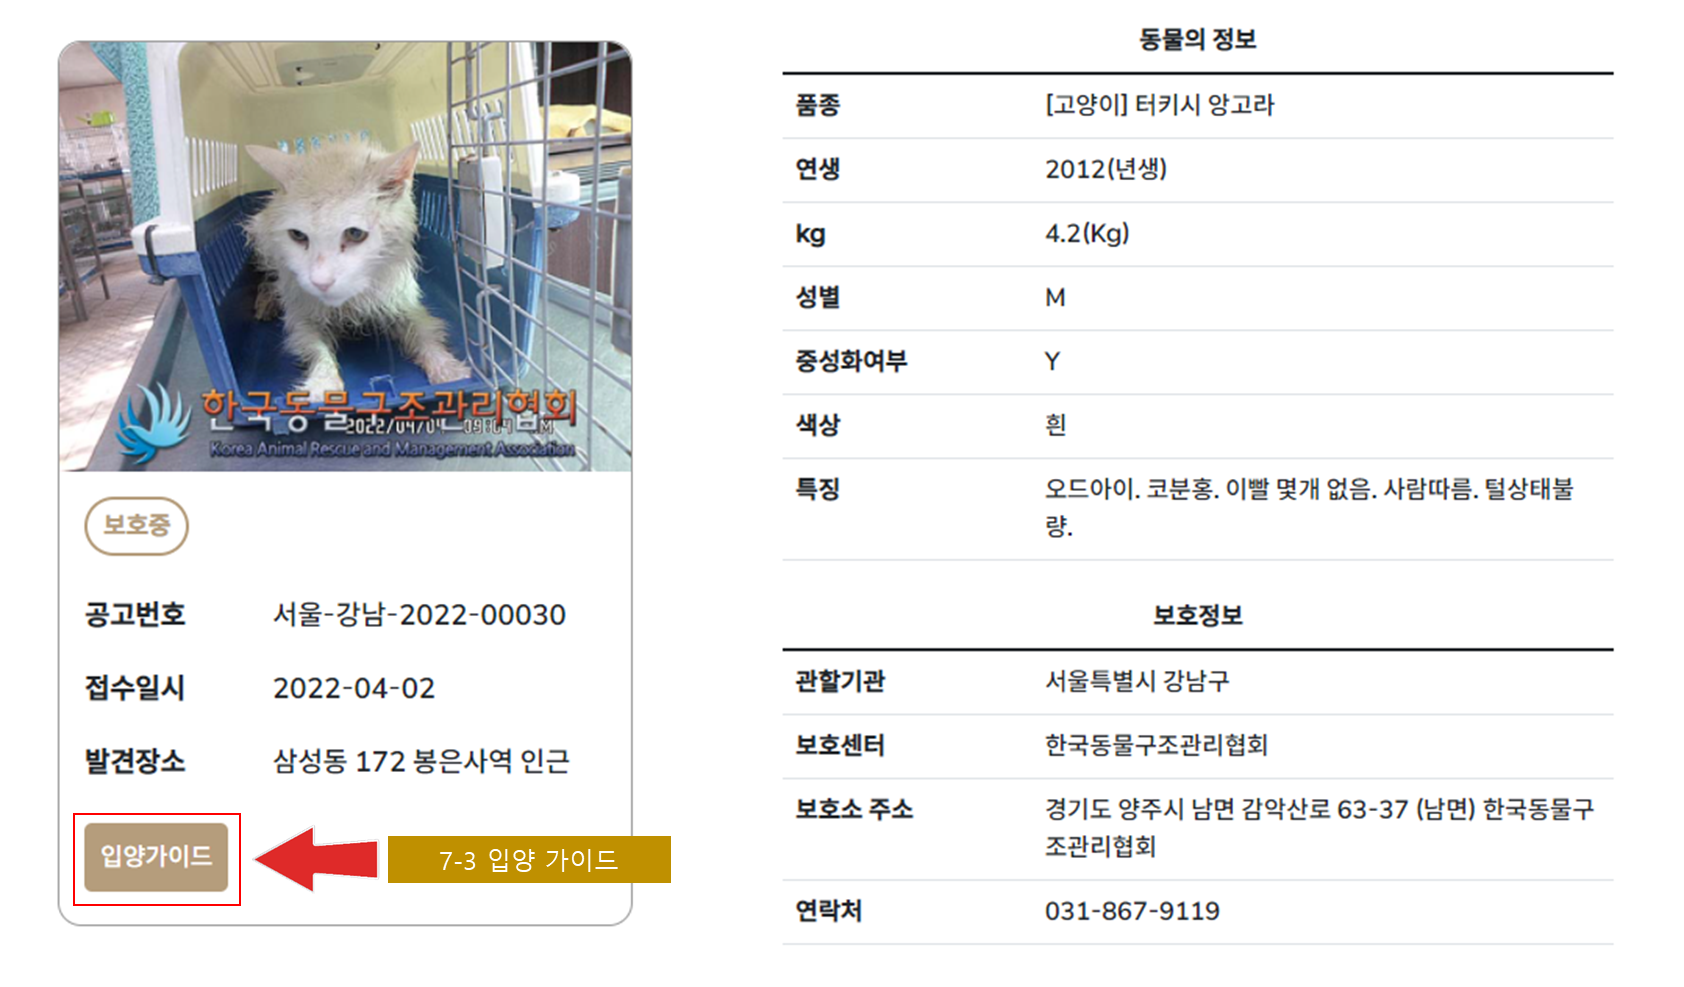 한국동물구조관리협회
2022/04/04 09:04
Korea Animal Rescue and Management Association
보호중
공고번호 서울-강남-2022-00030
접수일시 2022-04-02
발견장소 삼성동 172 봉은사역 인근
입양가이드
7-3 입양 가이드
동물의 정보
품종 [고양이] 터키시 앙고라
연생 2012(년생)
kg 4.2(Kg)
성별 M
중성화여부 Y
색상 흰
특징 오드아이. 코분홍. 이빨 몇개 없음. 사람따름. 털상태불
량.
보호정보
관할기관 서울특별시 강남구
보호센터 한국동물구조관리협회
보호소 주소 경기도 양주시 남면 감악산로 63-37 (남면) 한국동물구
조관리협회
연락처 031-867-9119